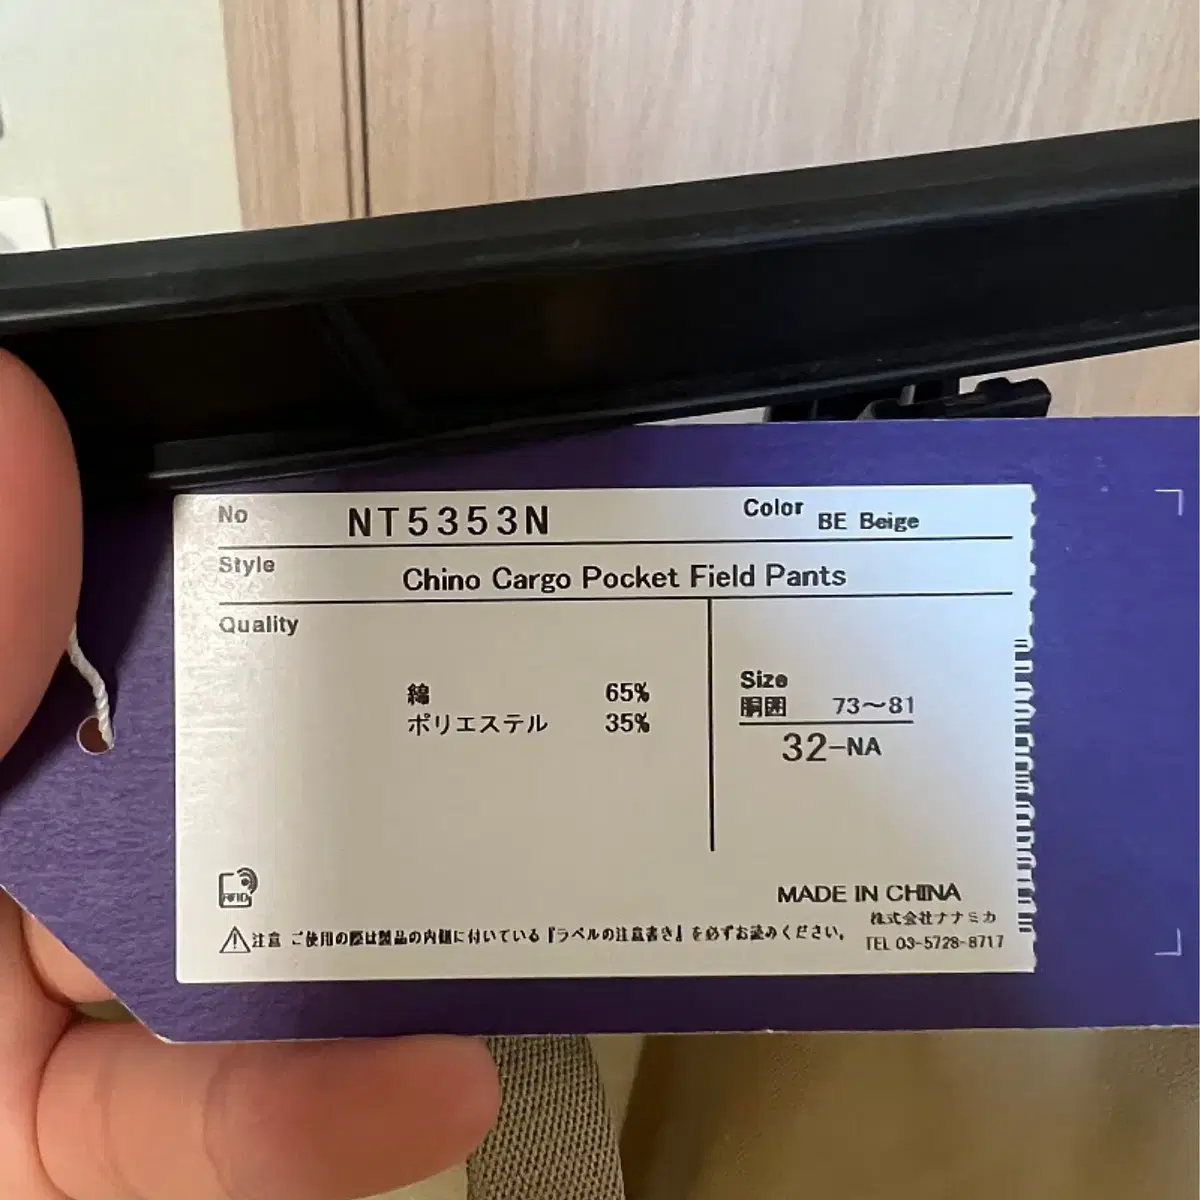 No NT5353N Color BE Beige
Style Chino Cargo Pocket Field Pants
Quality
綿 65%
ポリエステル 35%
Size
胴囲 73～81
32-NA
RFID
MADE IN CHINA
株式会社ナナミカ
TEL 03-5728-8717
注意 ご使用の際は製品の内側に付いている『ラベルの注意書き』を必ずお読みください。